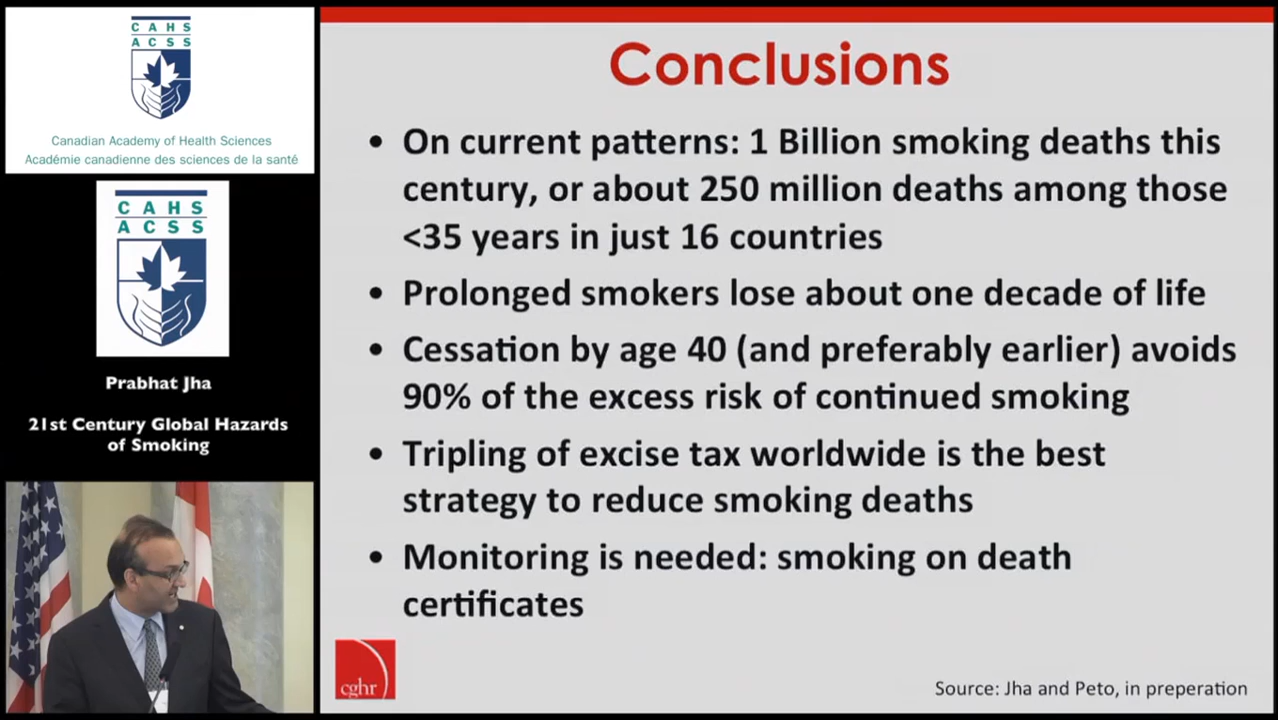 CAHS
ACSS
Canadian Academy of Health Sciences
Académie canadienne des sciences de la santé
CAHS
ACSS
Prabhat Jha
21st Century Global Hazards
of Smoking
Conclusions
• On current patterns: 1 Billion smoking deaths this
century, or about 250 million deaths among those
<35 years in just 16 countries
• Prolonged smokers lose about one decade of life
• Cessation by age 40 (and preferably earlier) avoids
90% of the excess risk of continued smoking
• Tripling of excise tax worldwide is the best
strategy to reduce smoking deaths
• Monitoring is needed: smoking on death
certificates
cghr
Source: Jha and Peto, in preperation